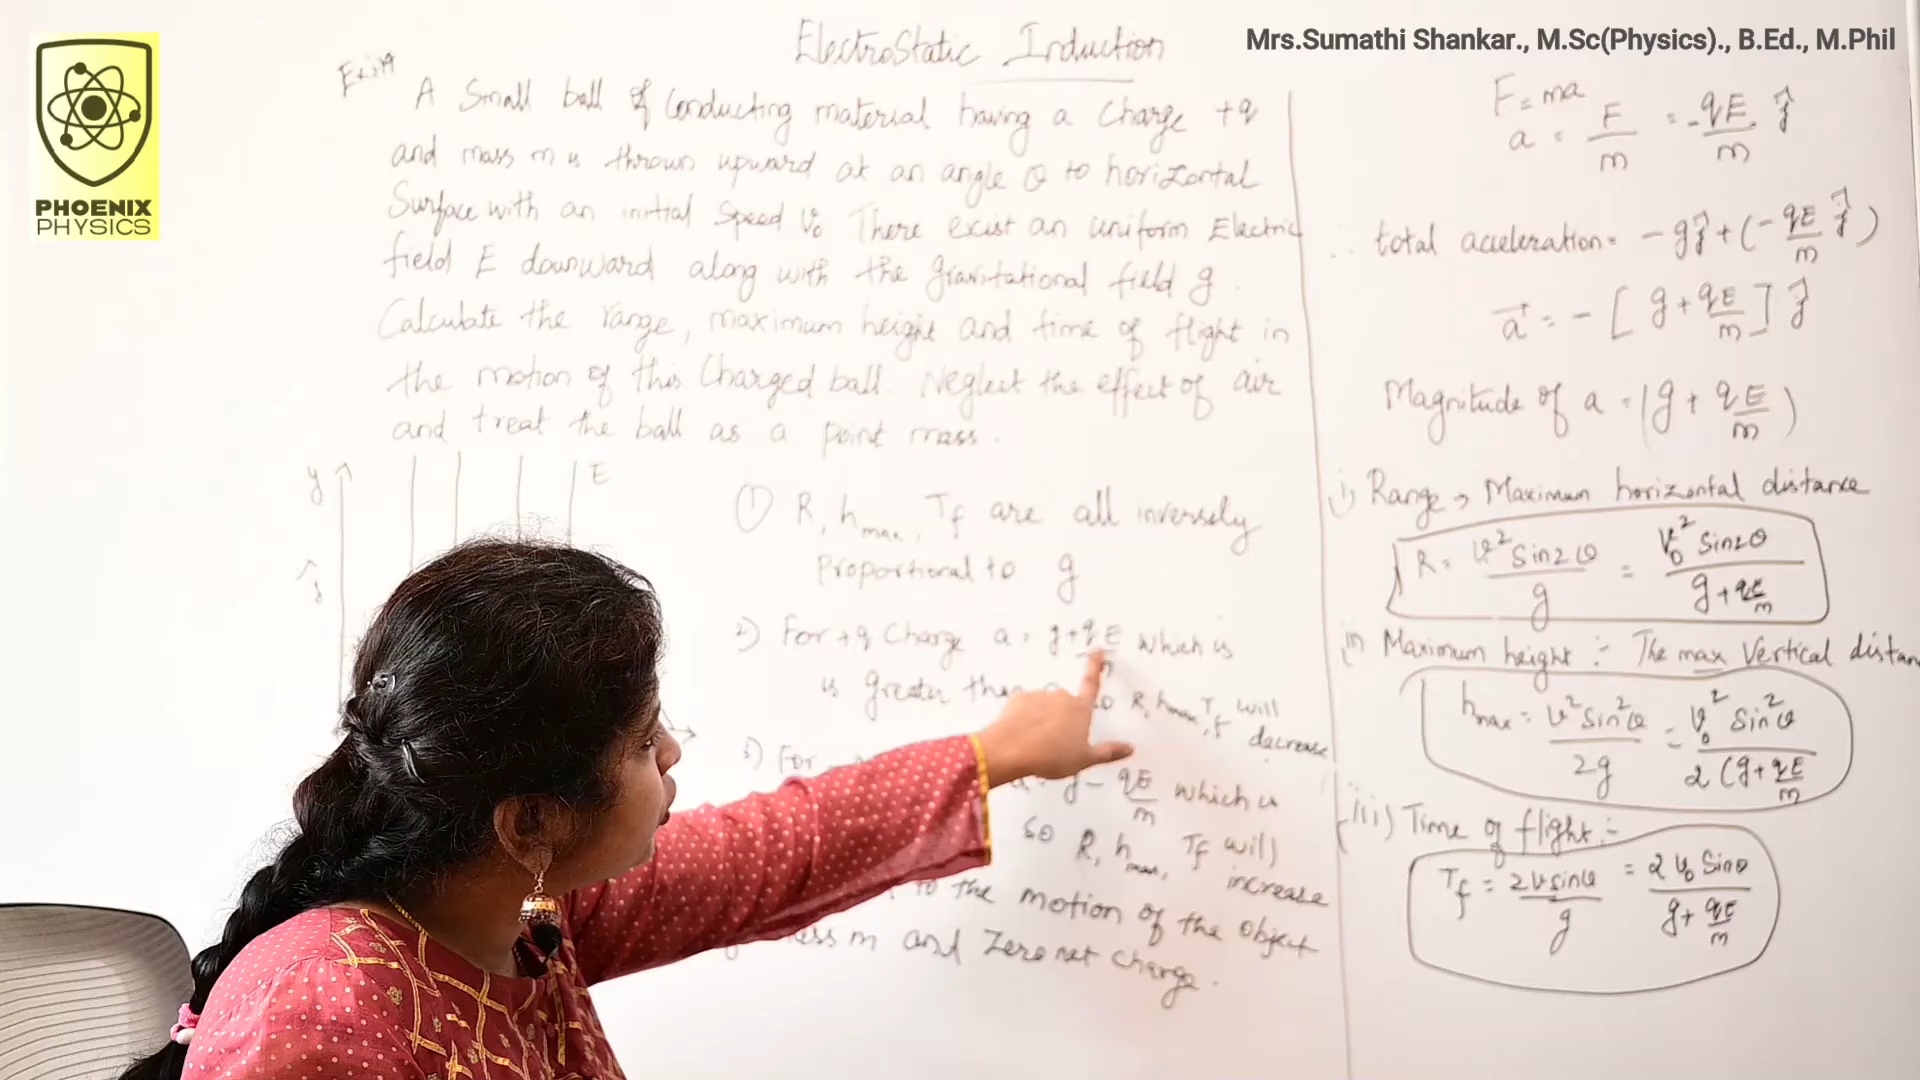 PHOENIX
PHYSICS
Mrs.Sumathi Shankar., M.Sc(Physics)., B.Ed., M.Phil
ElectroStatic Induction
A Small ball of Conducting material having a Charge +q
and mass m is thrown upward at an angle θ to horizontal
Surface with an initial Speed v₀ There exist an uniform Electric
field E downward along with the gravitational field g.
Calculate the range, maximum height and time of flight in
the motion of this Charged ball. Neglect the effect of air
and treat the ball as a point mass.
y
E
ĵ
① R, hmax, Tf are all inversely
proportional to g
2) For +q Charge a = g + qE/m which is
is greater than so R, hmax, Tf will
decrease
3) For
a = g - qE/m which is
so R, hmax, Tf will
increase
to the motion of the object
mass m and Zero net charge.
F = ma
a = F/m = -qE/m ĵ
∴ total acceleration = -gĵ + (-qE/m ĵ)
a⃗ = -[g + qE/m] ĵ
Magnitude of a = (g + qE/m)
i) Range → Maximum horizontal distance
R = v² Sin2θ/g = v₀² Sin2θ/g + qE/m
ii) Maximum height :- The max Vertical distan
hmax = v² Sin²θ/2g = v₀² Sin²θ/2(g + qE/m
iii) Time of flight :-
Tf = 2v sinθ/g = 2v₀ Sinθ/g + qE/m